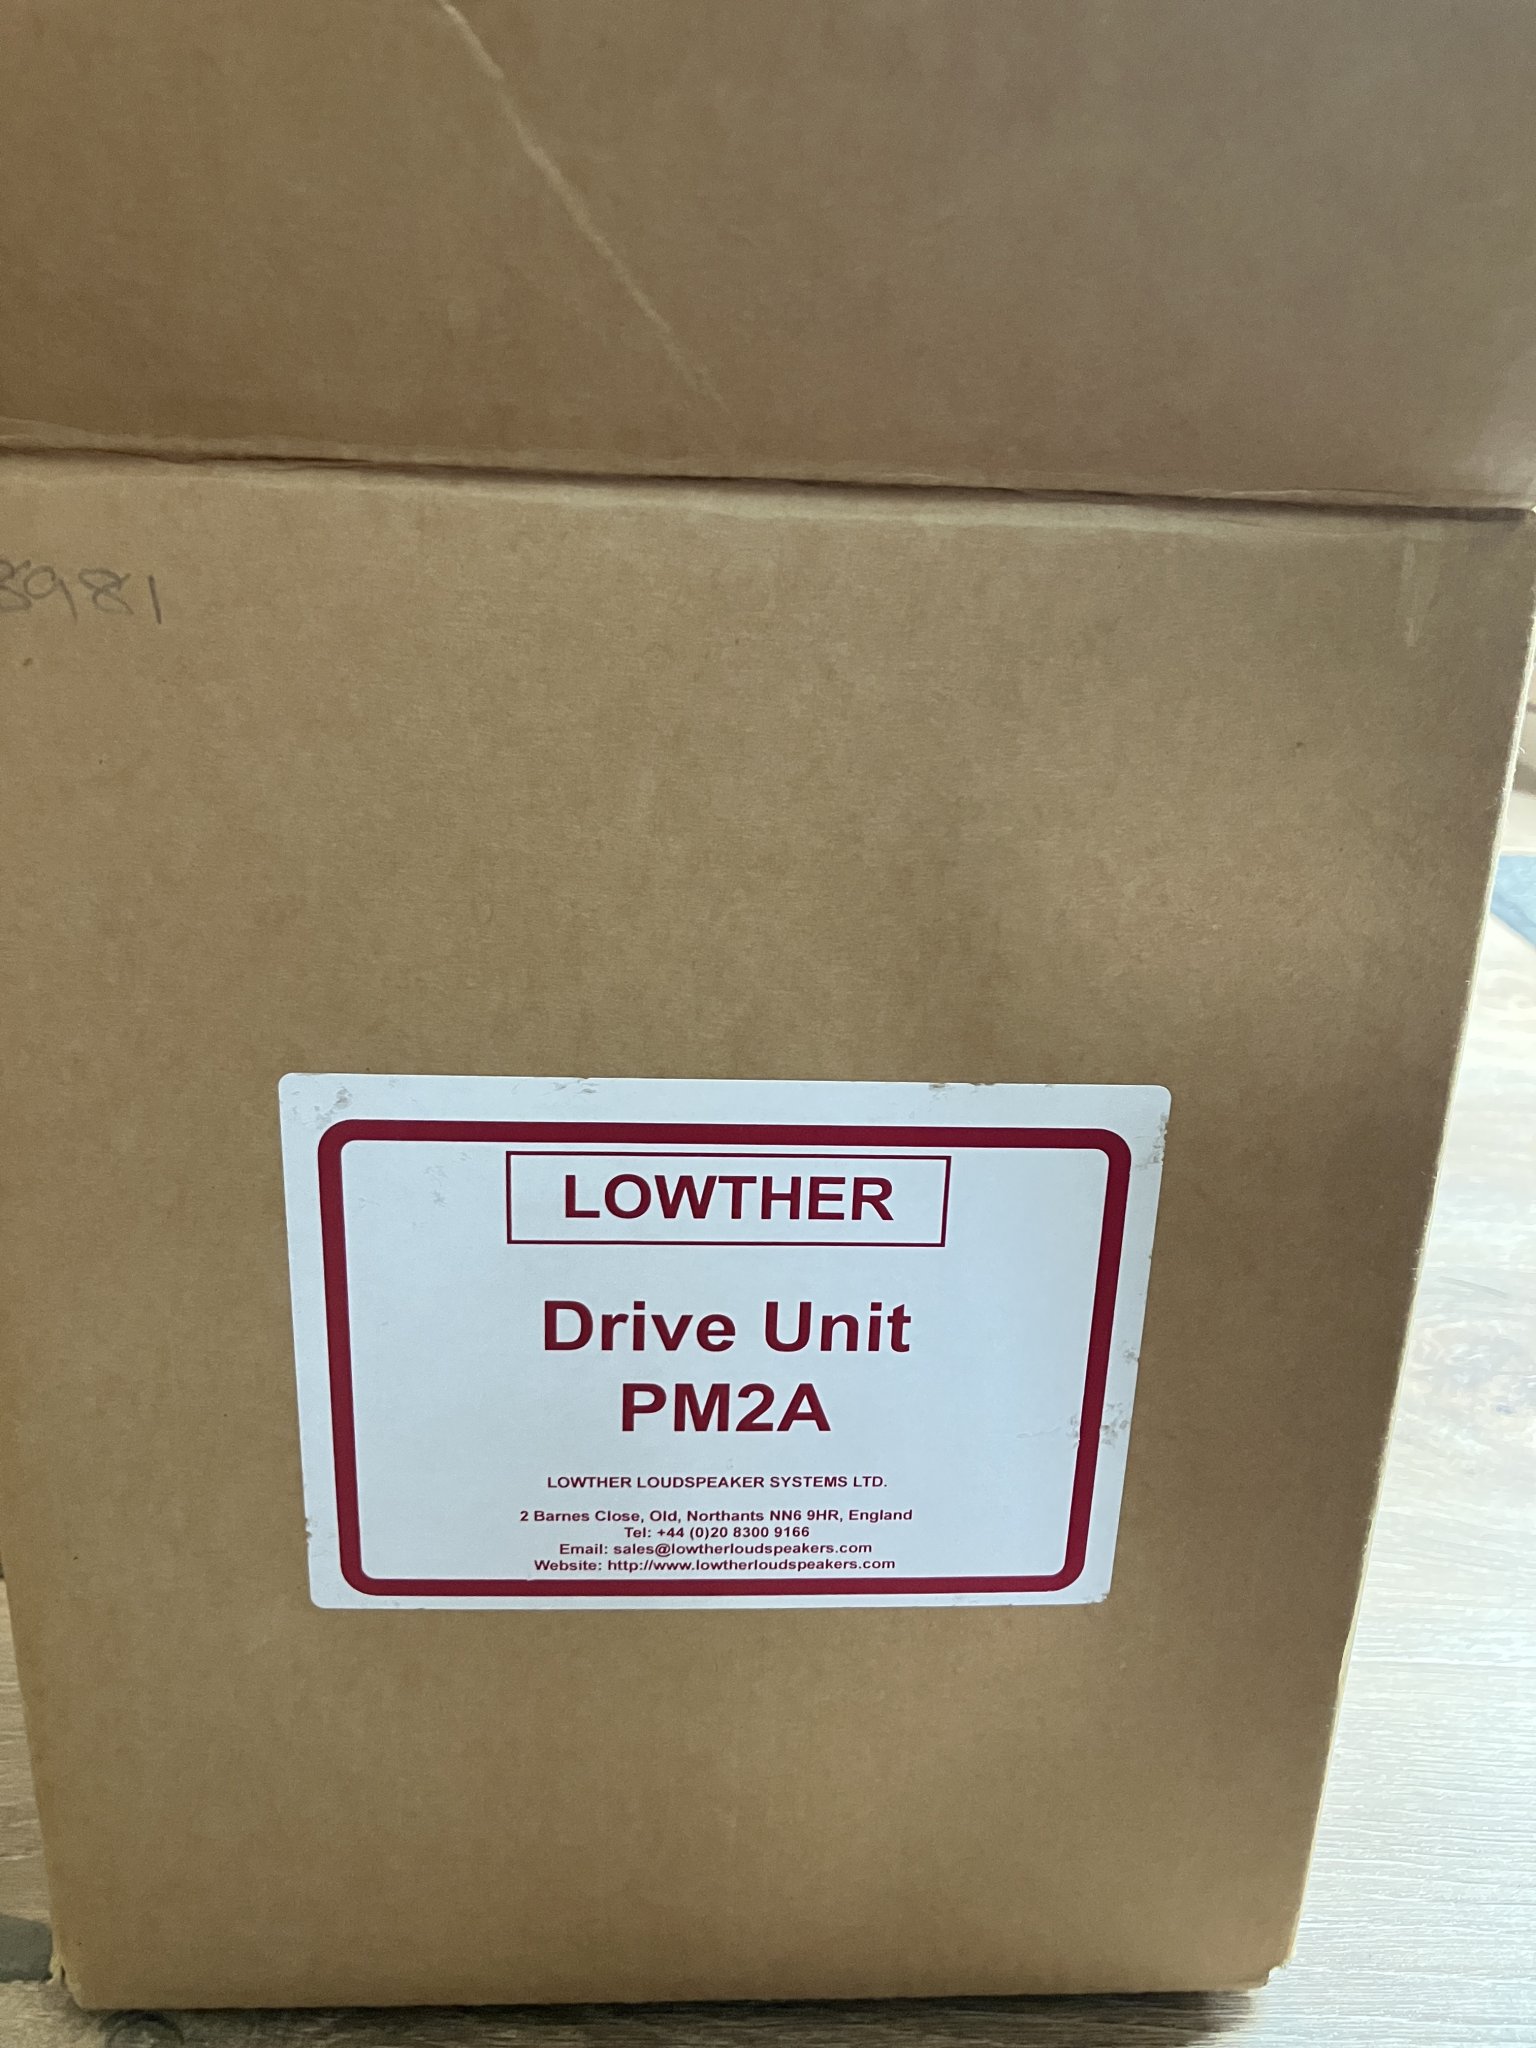 8981
LOWTHER
Drive Unit
PM2A
LOWTHER LOUDSPEAKER SYSTEMS LTD.
2 Barnes Close, Old, Northants NN6 9HR, England
Tel: +44 (0)20 8300 9166
Email: sales@lowtherloudspeakers.com
Website: http://www.lowtherloudspeakers.com